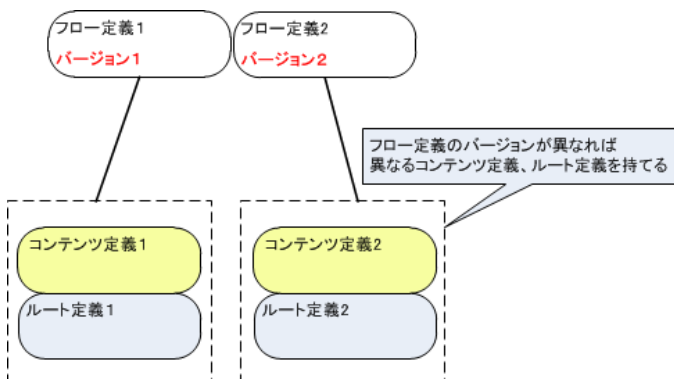 フロー定義1
バージョン1
フロー定義2
バージョン２
フロー定義のバージョンが異なれば
異なるコンテンツ定義、ルート定義を持てる
コンテンツ定義1
ルート定義1
コンテンツ定義2
ルート定義2